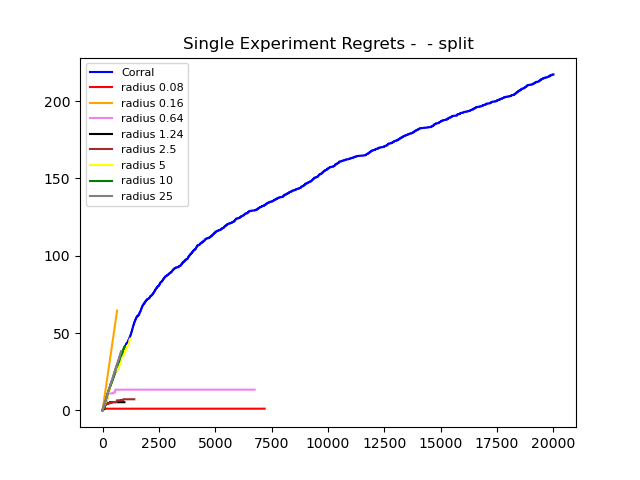 Single Experiment Regrets -  - split
Corral
radius 0.08
radius 0.16
radius 0.64
radius 1.24
radius 2.5
radius 5
radius 10
radius 25
200
150
100
50
0
0 2500 5000 7500 10000 12500 15000 17500 20000